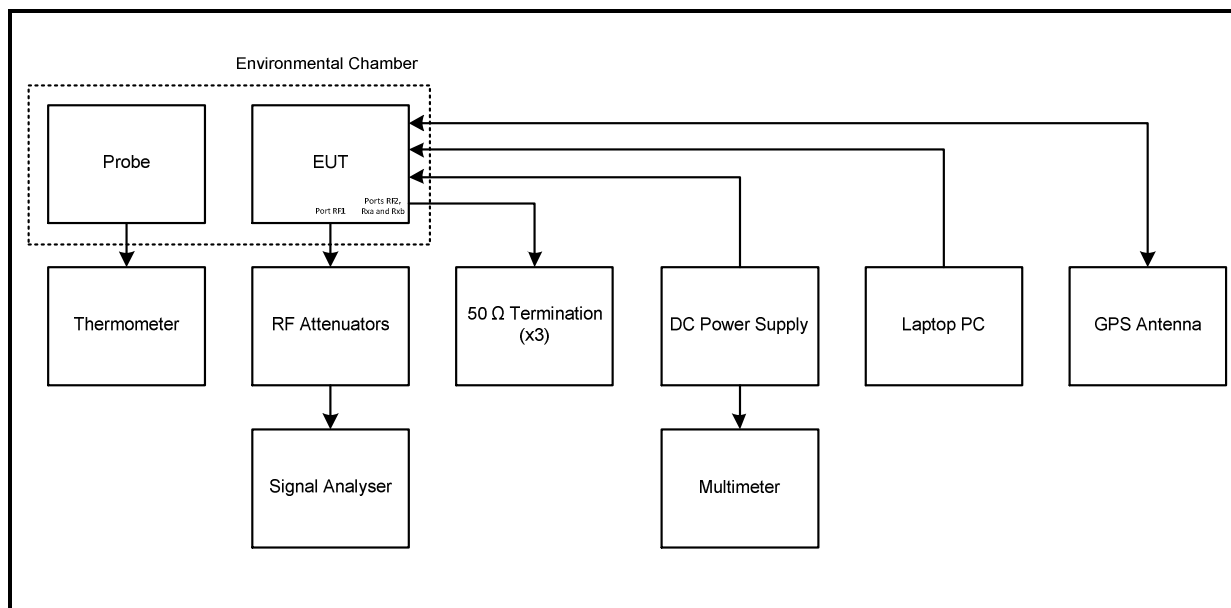 Environmental Chamber
Probe
EUT
Port RF1
Ports RF2,
Rxa and Rxb
Thermometer
RF Attenuators
50 Ω Termination
(x3)
DC Power Supply
Laptop PC
GPS Antenna
Signal Analyser
Multimeter